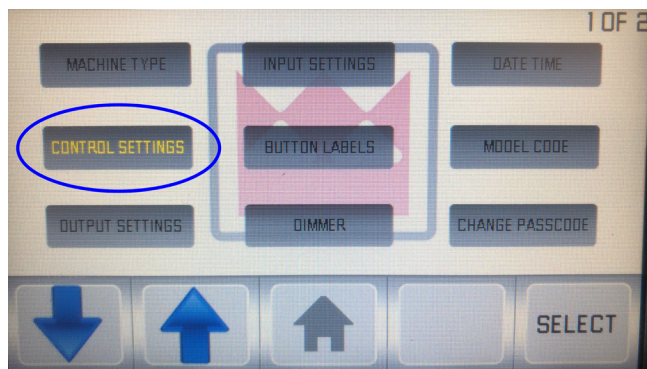 1 OF 2
MACHINE TYPE
INPUT SETTINGS
DATE TIME
CONTROL SETTINGS
BUTTON LABELS
MODEL CODE
OUTPUT SETTINGS
DIMMER
CHANGE PASSCODE
SELECT